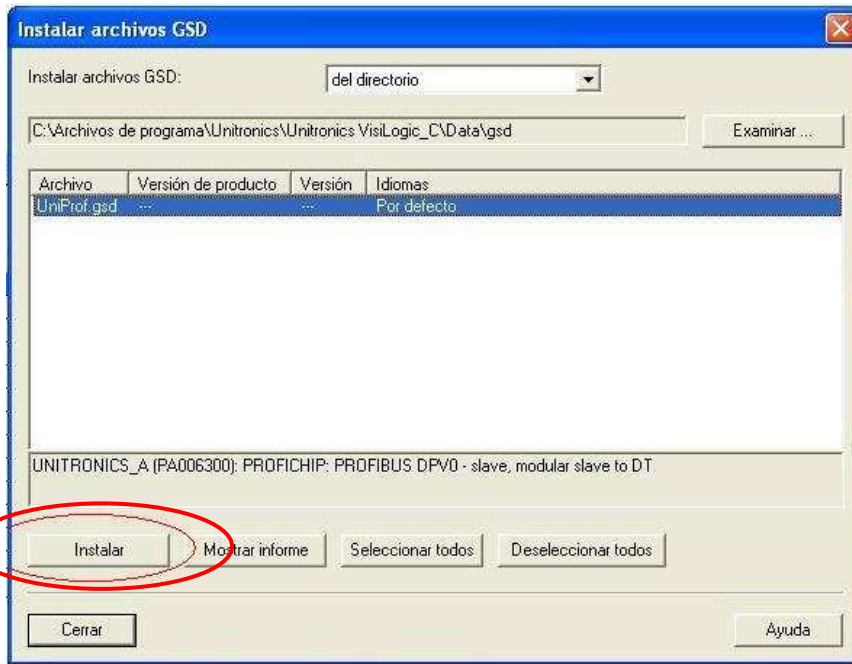 Instalar archivos GSD
Instalar archivos GSD: del directorio
C:\Archivos de programa\Unitronics\Unitronics VisiLogic_C\Data\gsd Examinar ...
Archivo Versión de producto Versión Idiomas
UniProf.gsd --- --- Por defecto
UNITRONICS_A (PA006300): PROFICHIP: PROFIBUS DPV0 - slave, modular slave to DT
Instalar Mostrar informe Seleccionar todos Deseleccionar todos
Cerrar Ayuda